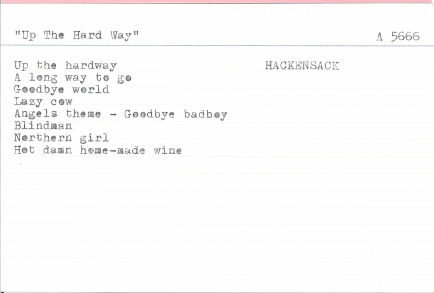 "Up The Hard Way" A 5666
Up the hardway HACKENSACK
A long way to go
Goodbye world
Lazy cow
Angels theme - Goodbye badboy
Blindman
Northern girl
Hot damn home-made wine